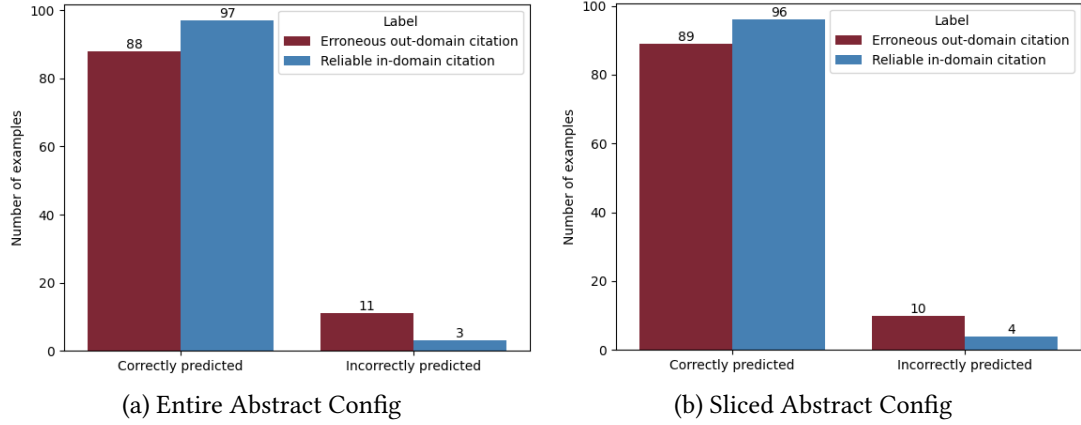 100
80
60
40
20
0
Number of examples
88
97
11
3
Label
Erroneous out-domain citation
Reliable in-domain citation
Correctly predicted
Incorrectly predicted
(a) Entire Abstract Config
100
80
60
40
20
0
Number of examples
89
96
10
4
Label
Erroneous out-domain citation
Reliable in-domain citation
Correctly predicted
Incorrectly predicted
(b) Sliced Abstract Config